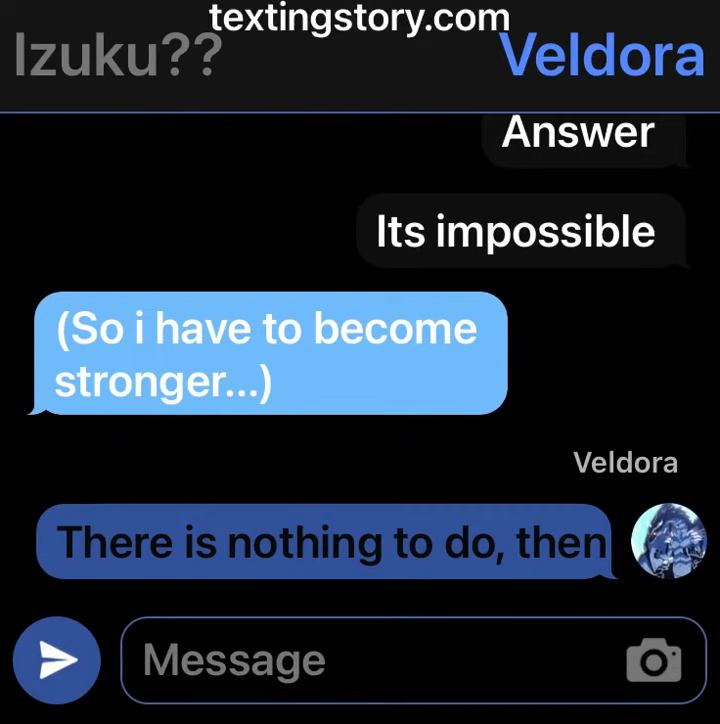 textingstory.com
Izuku??
Veldora
Answer
Its impossible
(So i have to become
stronger...)
Veldora
There is nothing to do, then
Message